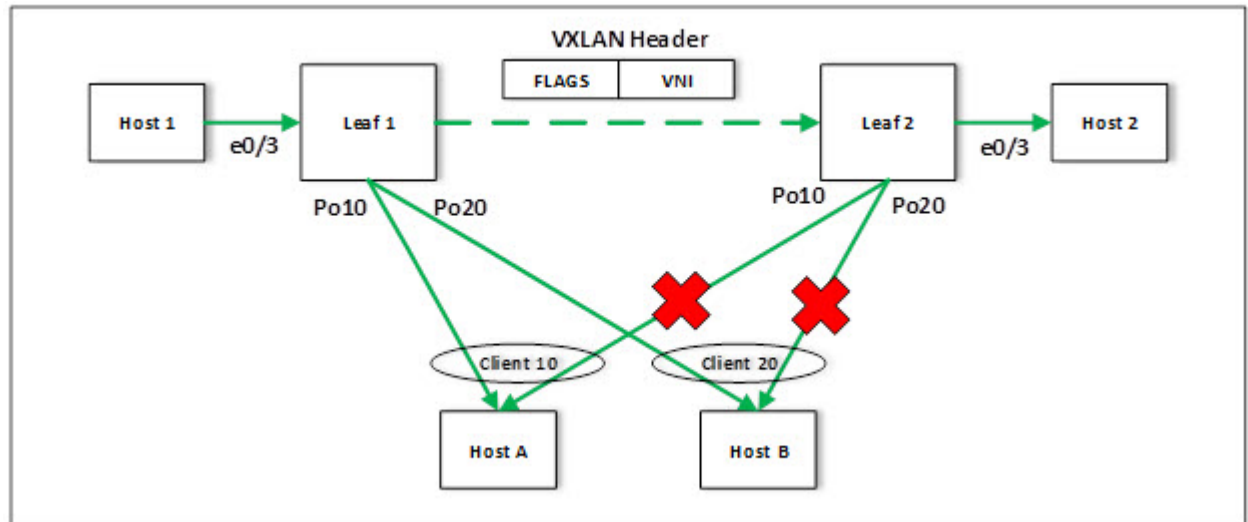 VXLAN Header
FLAGS VNI
Host 1
Leaf 1
Leaf 2
Host 2
e0/3
e0/3
Po10
Po20
Po10
Po20
Client 10
Client 20
Host A
Host B